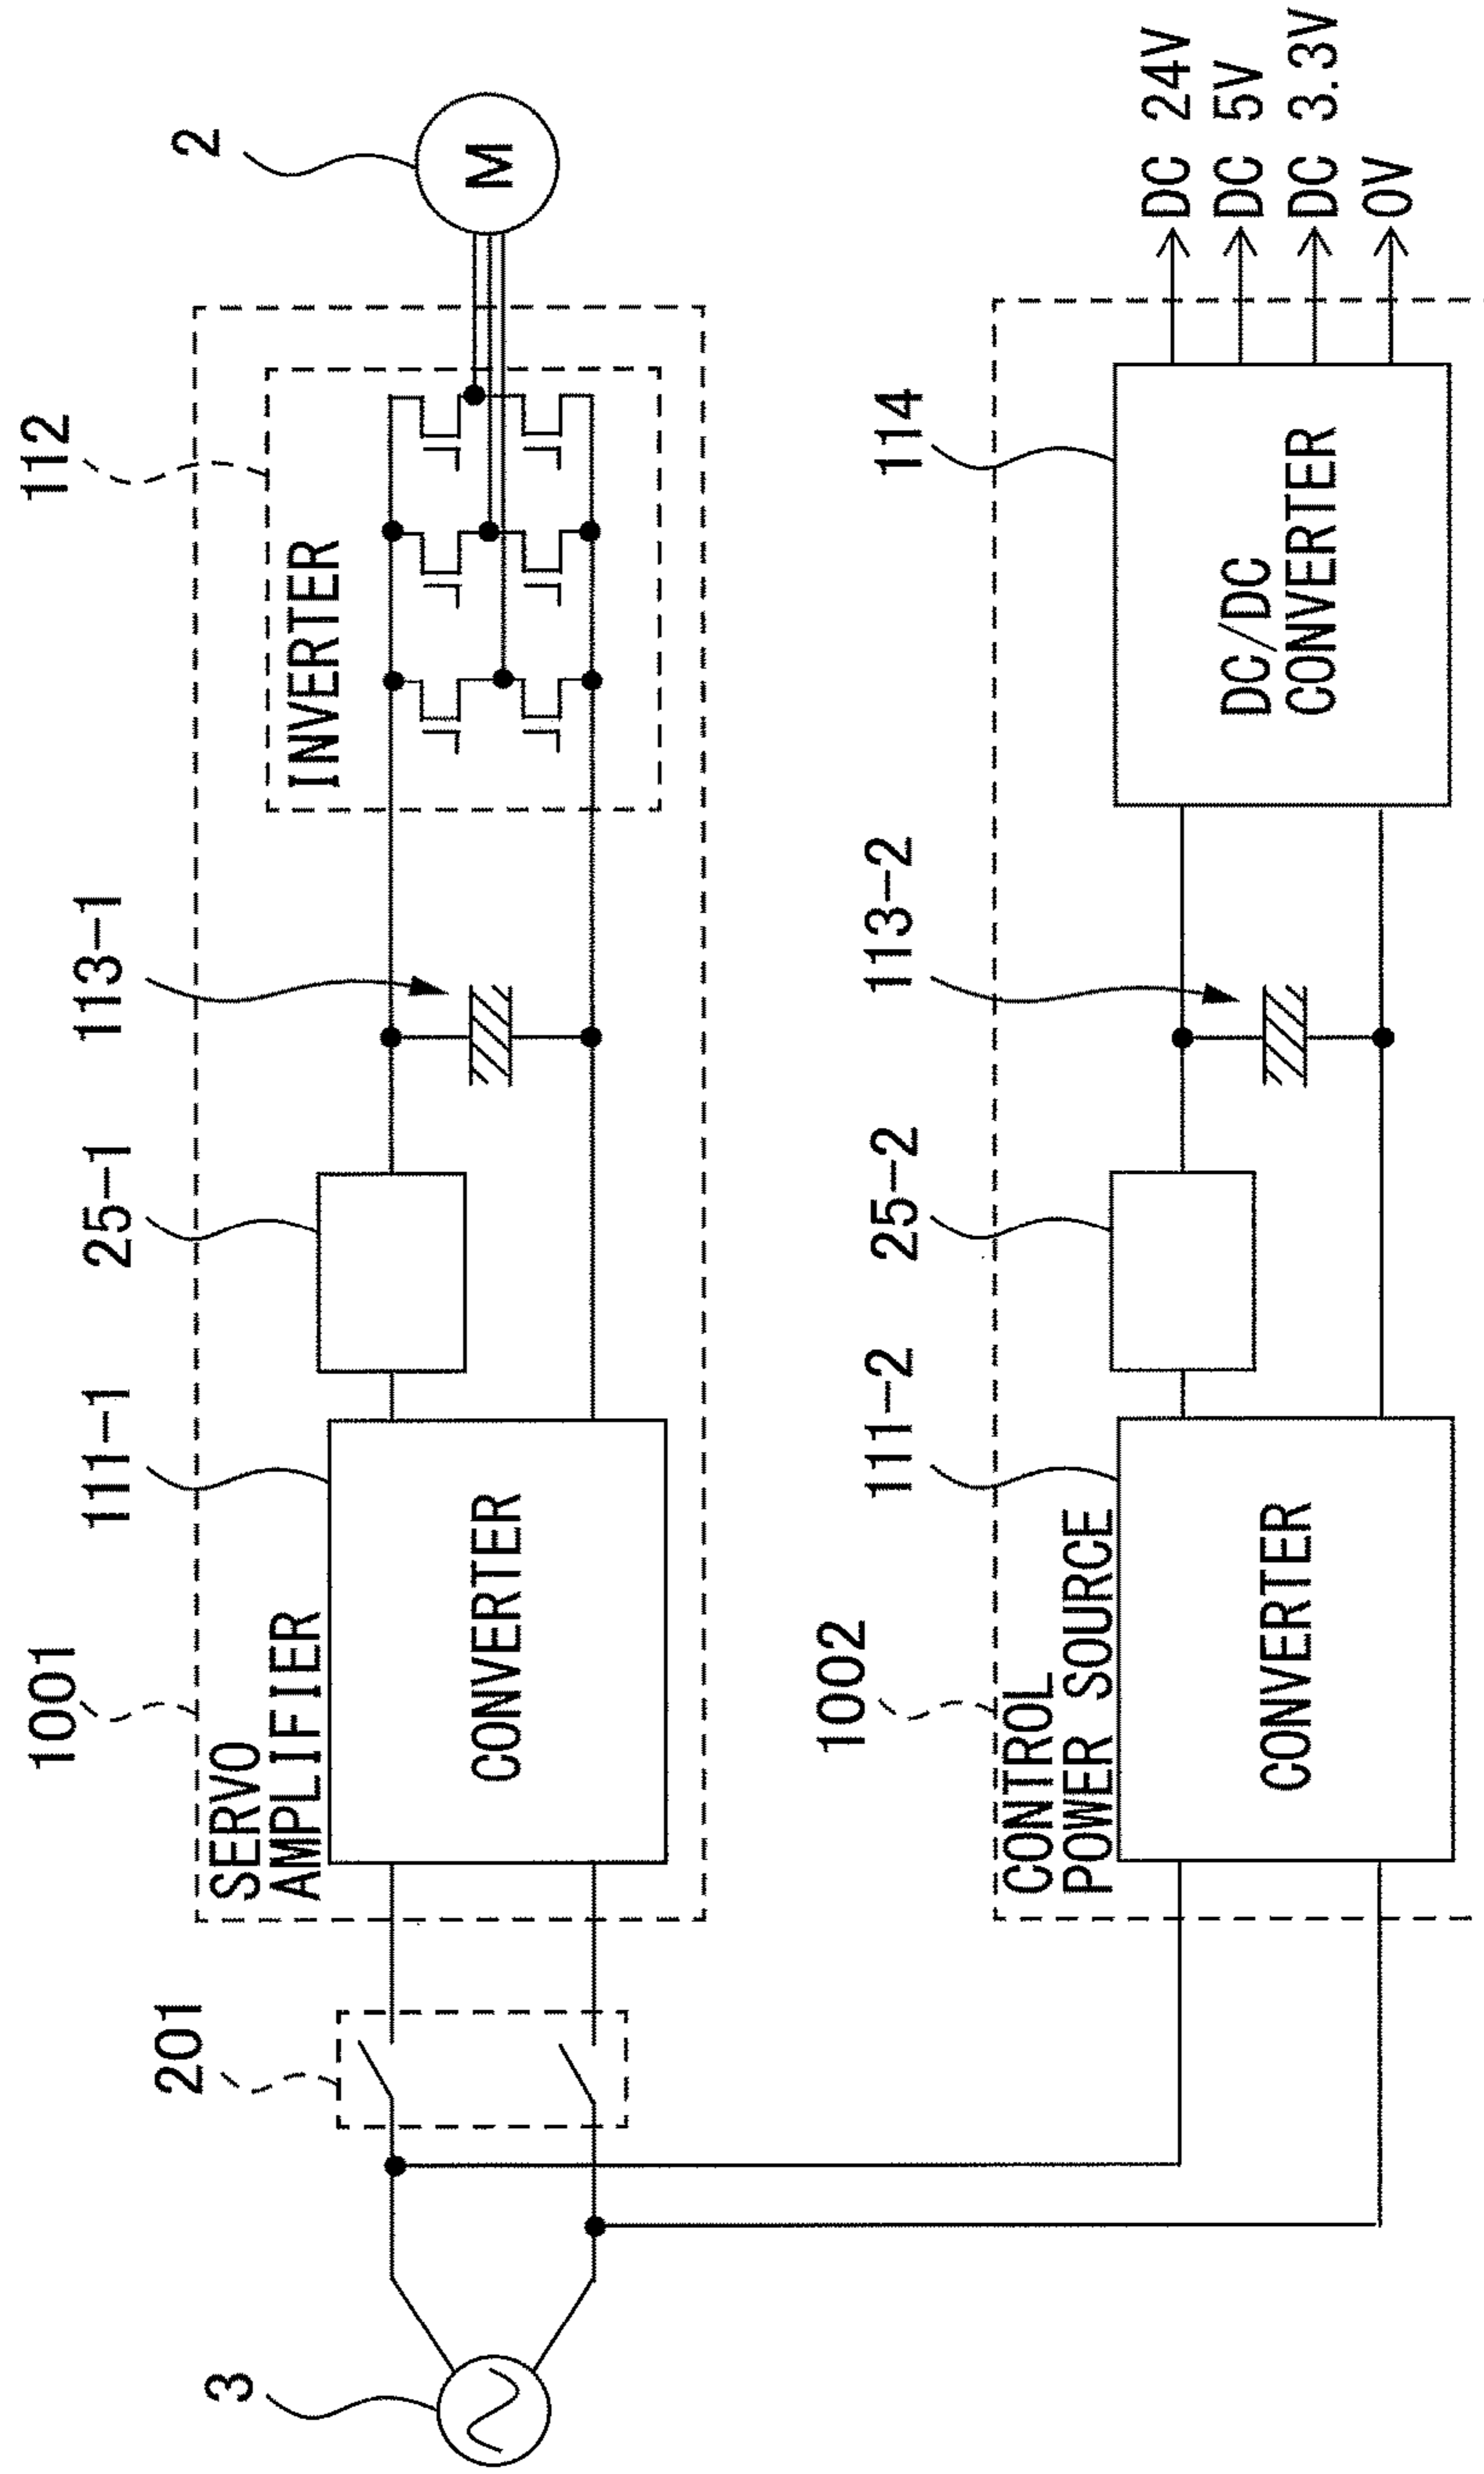 1001
SERVO
AMPLIFIER
111-1
CONVERTER
25-1
113-1
112
INVERTER
2
M
201
3
1002
CONTROL
POWER SOURCE
111-2
CONVERTER
25-2
113-2
114
DC/DC
CONVERTER
DC 24V
DC 5V
DC 3.3V
0V